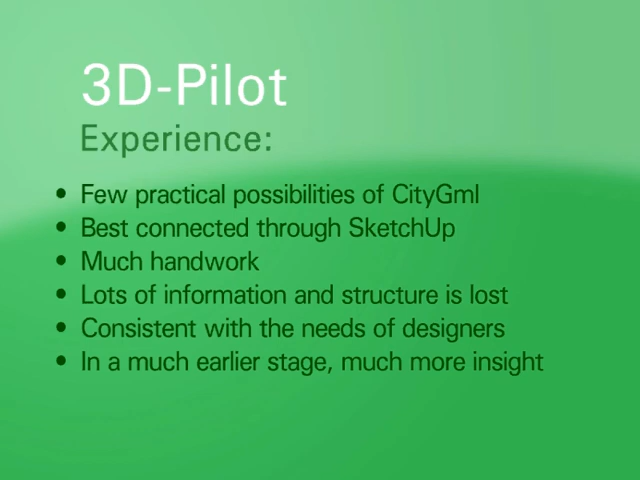 3D-Pilot
Experience:
• Few practical possibilities of CityGml
• Best connected through SketchUp
• Much handwork
• Lots of information and structure is lost
• Consistent with the needs of designers
• In a much earlier stage, much more insight